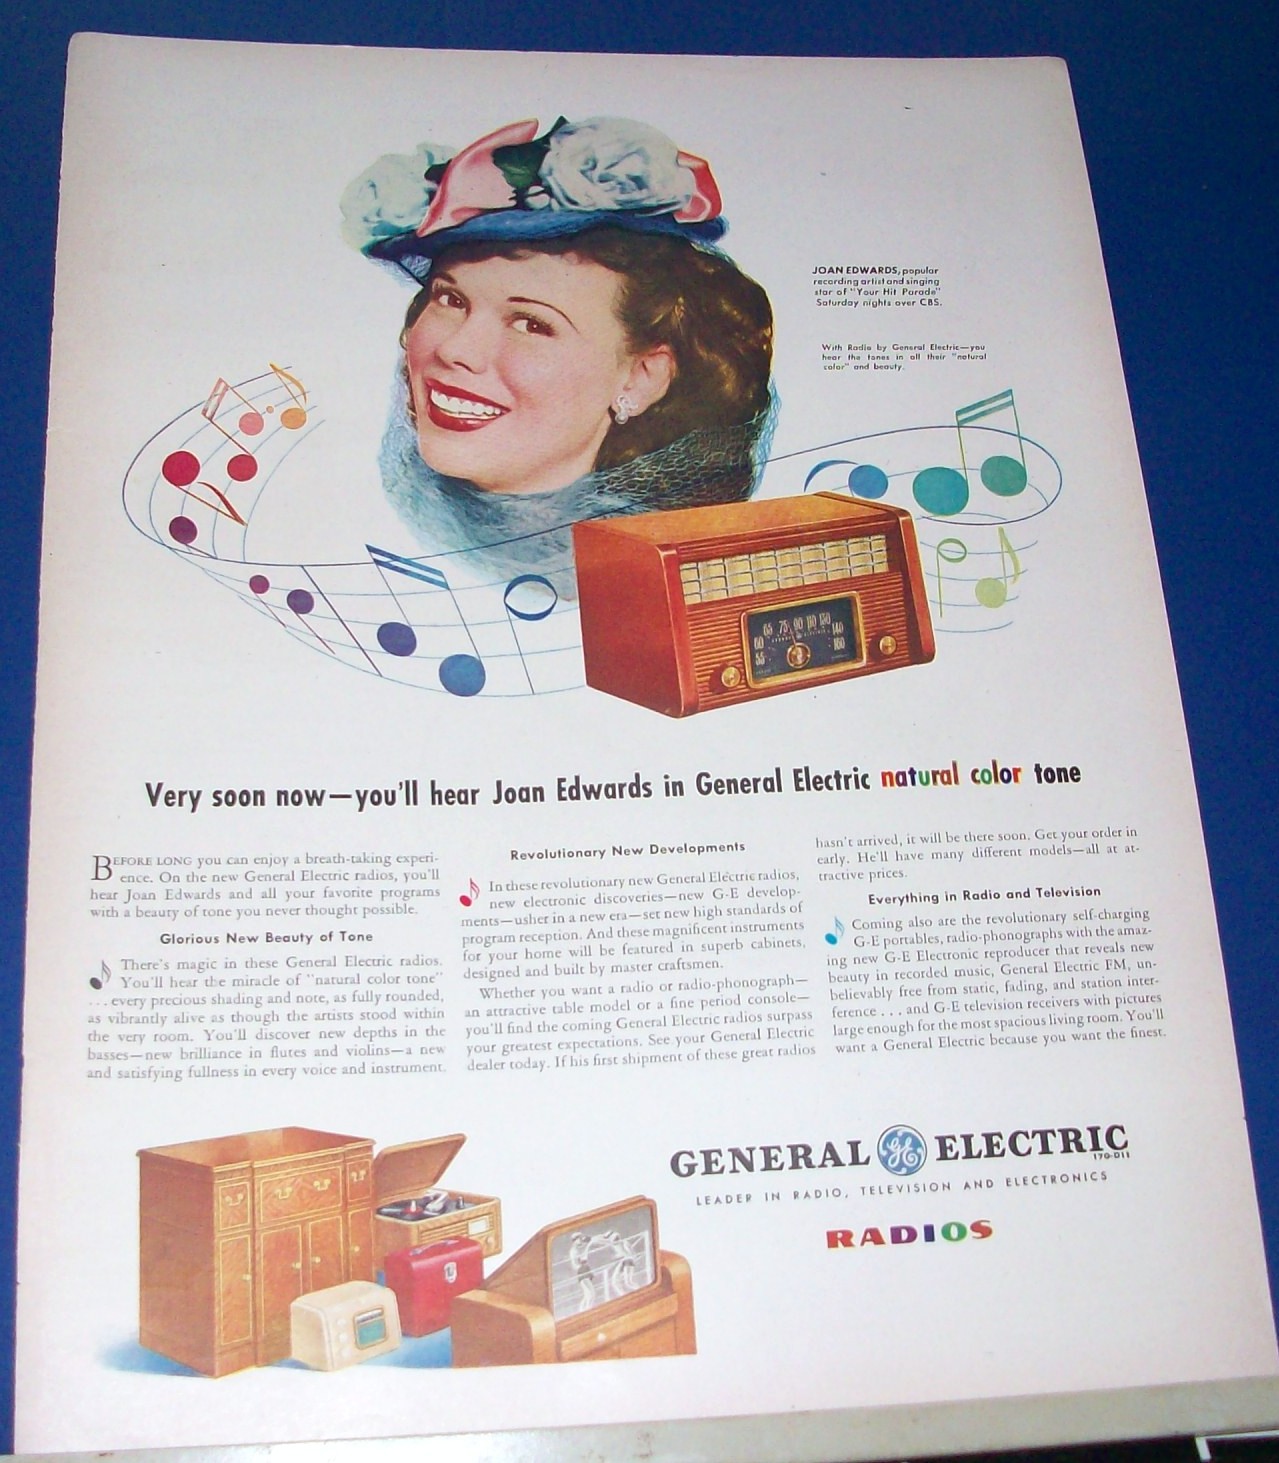 JOAN EDWARDS, popular
recording artist and singing
star of "Your Hit Parade"
Saturday nights over CBS.
With Radio by General Electric—you
hear the tones in all their "natural
color" and beauty.
55 60 65 75 90 110 130 140 160
Very soon now—you'll hear Joan Edwards in General Electric natural color tone
BEFORE LONG you can enjoy a breath-taking experi-
ence. On the new General Electric radios, you'll
hear Joan Edwards and all your favorite programs
with a beauty of tone you never thought possible.
Glorious New Beauty of Tone
There's magic in these General Electric radios.
You'll hear the miracle of "natural color tone"
... every precious shading and note, as fully rounded,
as vibrantly alive as though the artists stood within
the very room. You'll discover new depths in the
basses—new brilliance in flutes and violins—a new
and satisfying fullness in every voice and instrument.
Revolutionary New Developments
In these revolutionary new General Electric radios,
new electronic discoveries—new G-E develop-
ments—usher in a new era—set new high standards of
program reception. And these magnificent instruments
for your home will be featured in superb cabinets,
designed and built by master craftsmen.
Whether you want a radio or radio-phonograph—
an attractive table model or a fine period console—
you'll find the coming General Electric radios surpass
your greatest expectations. See your General Electric
dealer today. If his first shipment of these great radios
hasn't arrived, it will be there soon. Get your order in
early. He'll have many different models—all at at-
tractive prices.
Everything in Radio and Television
Coming also are the revolutionary self-charging
G-E portables, radio-phonographs with the amaz-
ing new G-E Electronic reproducer that reveals new
beauty in recorded music, General Electric FM, un-
believably free from static, fading, and station inter-
ference . . . and G-E television receivers with pictures
large enough for the most spacious living room. You'll
want a General Electric because you want the finest.
GENERAL GE ELECTRIC
170-D11
LEADER IN RADIO, TELEVISION AND ELECTRONICS
RADIOS